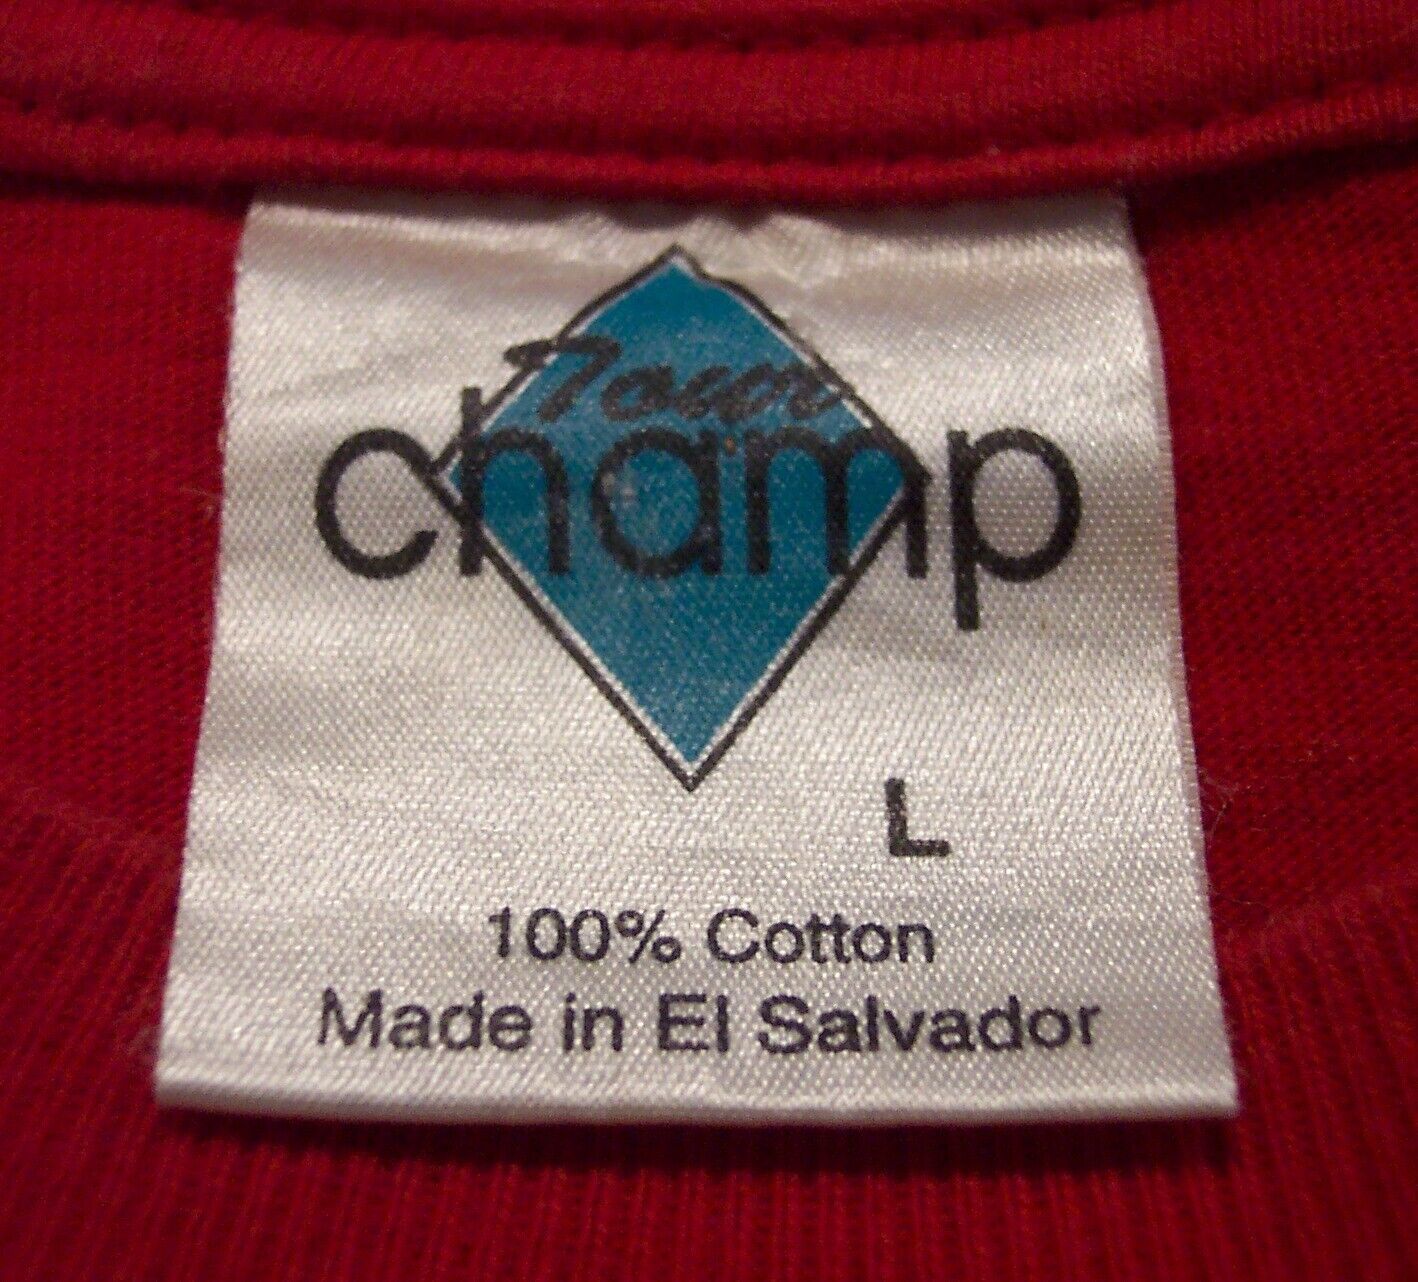 Tour
champ
L
100% Cotton
Made in El Salvador